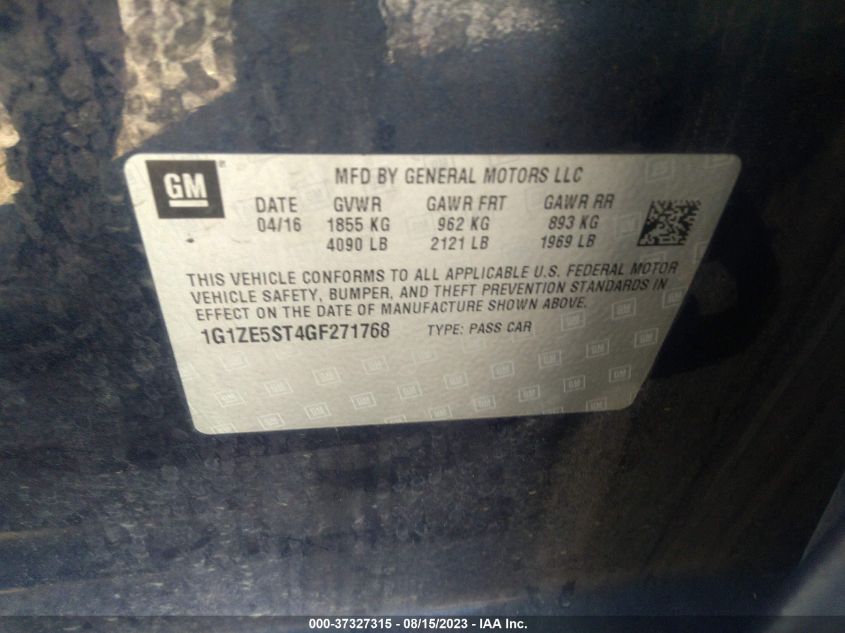 GM
MFD BY GENERAL MOTORS LLC
DATE GVWR GAWR FRT GAWR RR
04/16 1855 KG 962 KG 893 KG
4090 LB 2121 LB 1969 LB
THIS VEHICLE CONFORMS TO ALL APPLICABLE U.S. FEDERAL MOTOR
VEHICLE SAFETY, BUMPER, AND THEFT PREVENTION STANDARDS IN
EFFECT ON THE DATE OF MANUFACTURE SHOWN ABOVE.
1G1ZE5ST4GF271768 TYPE: PASS CAR
000-37327315 - 08/15/2023 - IAA Inc.